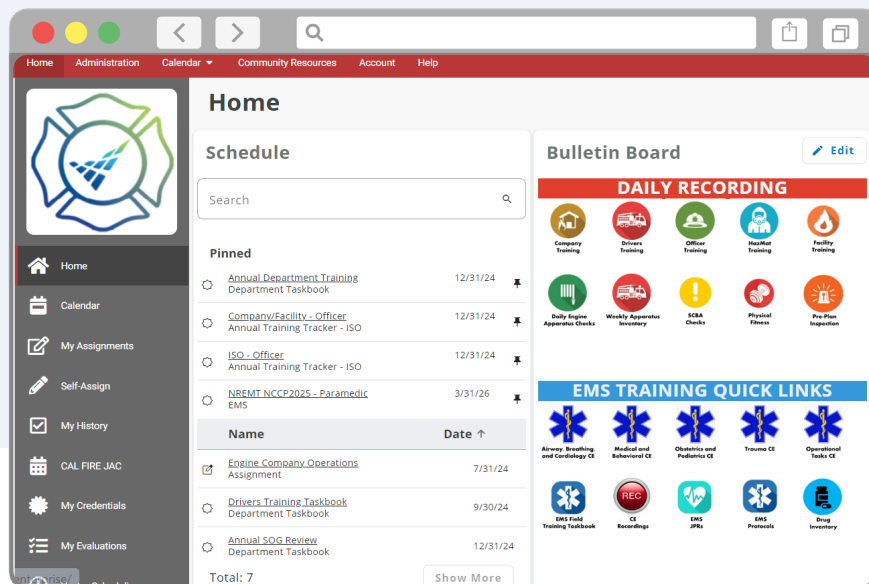 Home Administration Calendar Community Resources Account Help
Home
Schedule
Search
Pinned
Annual Department Training 12/31/24
Department Taskbook
Company/Facility - Officer 12/31/24
Annual Training Tracker - ISO
ISO - Officer 12/31/24
Annual Training Tracker - ISO
NREMT NCCP2025 - Paramedic 3/31/26
EMS
Name Date
Engine Company Operations 7/31/24
Assignment
Drivers Training Taskbook 9/30/24
Department Taskbook
Annual SOG Review 12/31/24
Department Taskbook
Total: 7 Show More
Home
Calendar
My Assignments
Self-Assign
My History
CAL FIRE JAC
My Credentials
My Evaluations
Bulletin Board Edit
DAILY RECORDING
Company Training
Drivers Training
Officer Training
HazMat Training
Facility Training
Daily Engine Apparatus Checks
Weekly Apparatus Inventory
SCBA Checks
Physical Fitness
Pre-Plan Inspection
EMS TRAINING QUICK LINKS
Airway, Breathing, and Cardiology CE
Medical and Behavioral CE
Obstetrics and Pediatrics CE
Trauma CE
Operational Tasks CE
EMS Field Training Taskbook
REC
CE Recordings
EMS JPRs
EMS Protocols
Drug Inventory